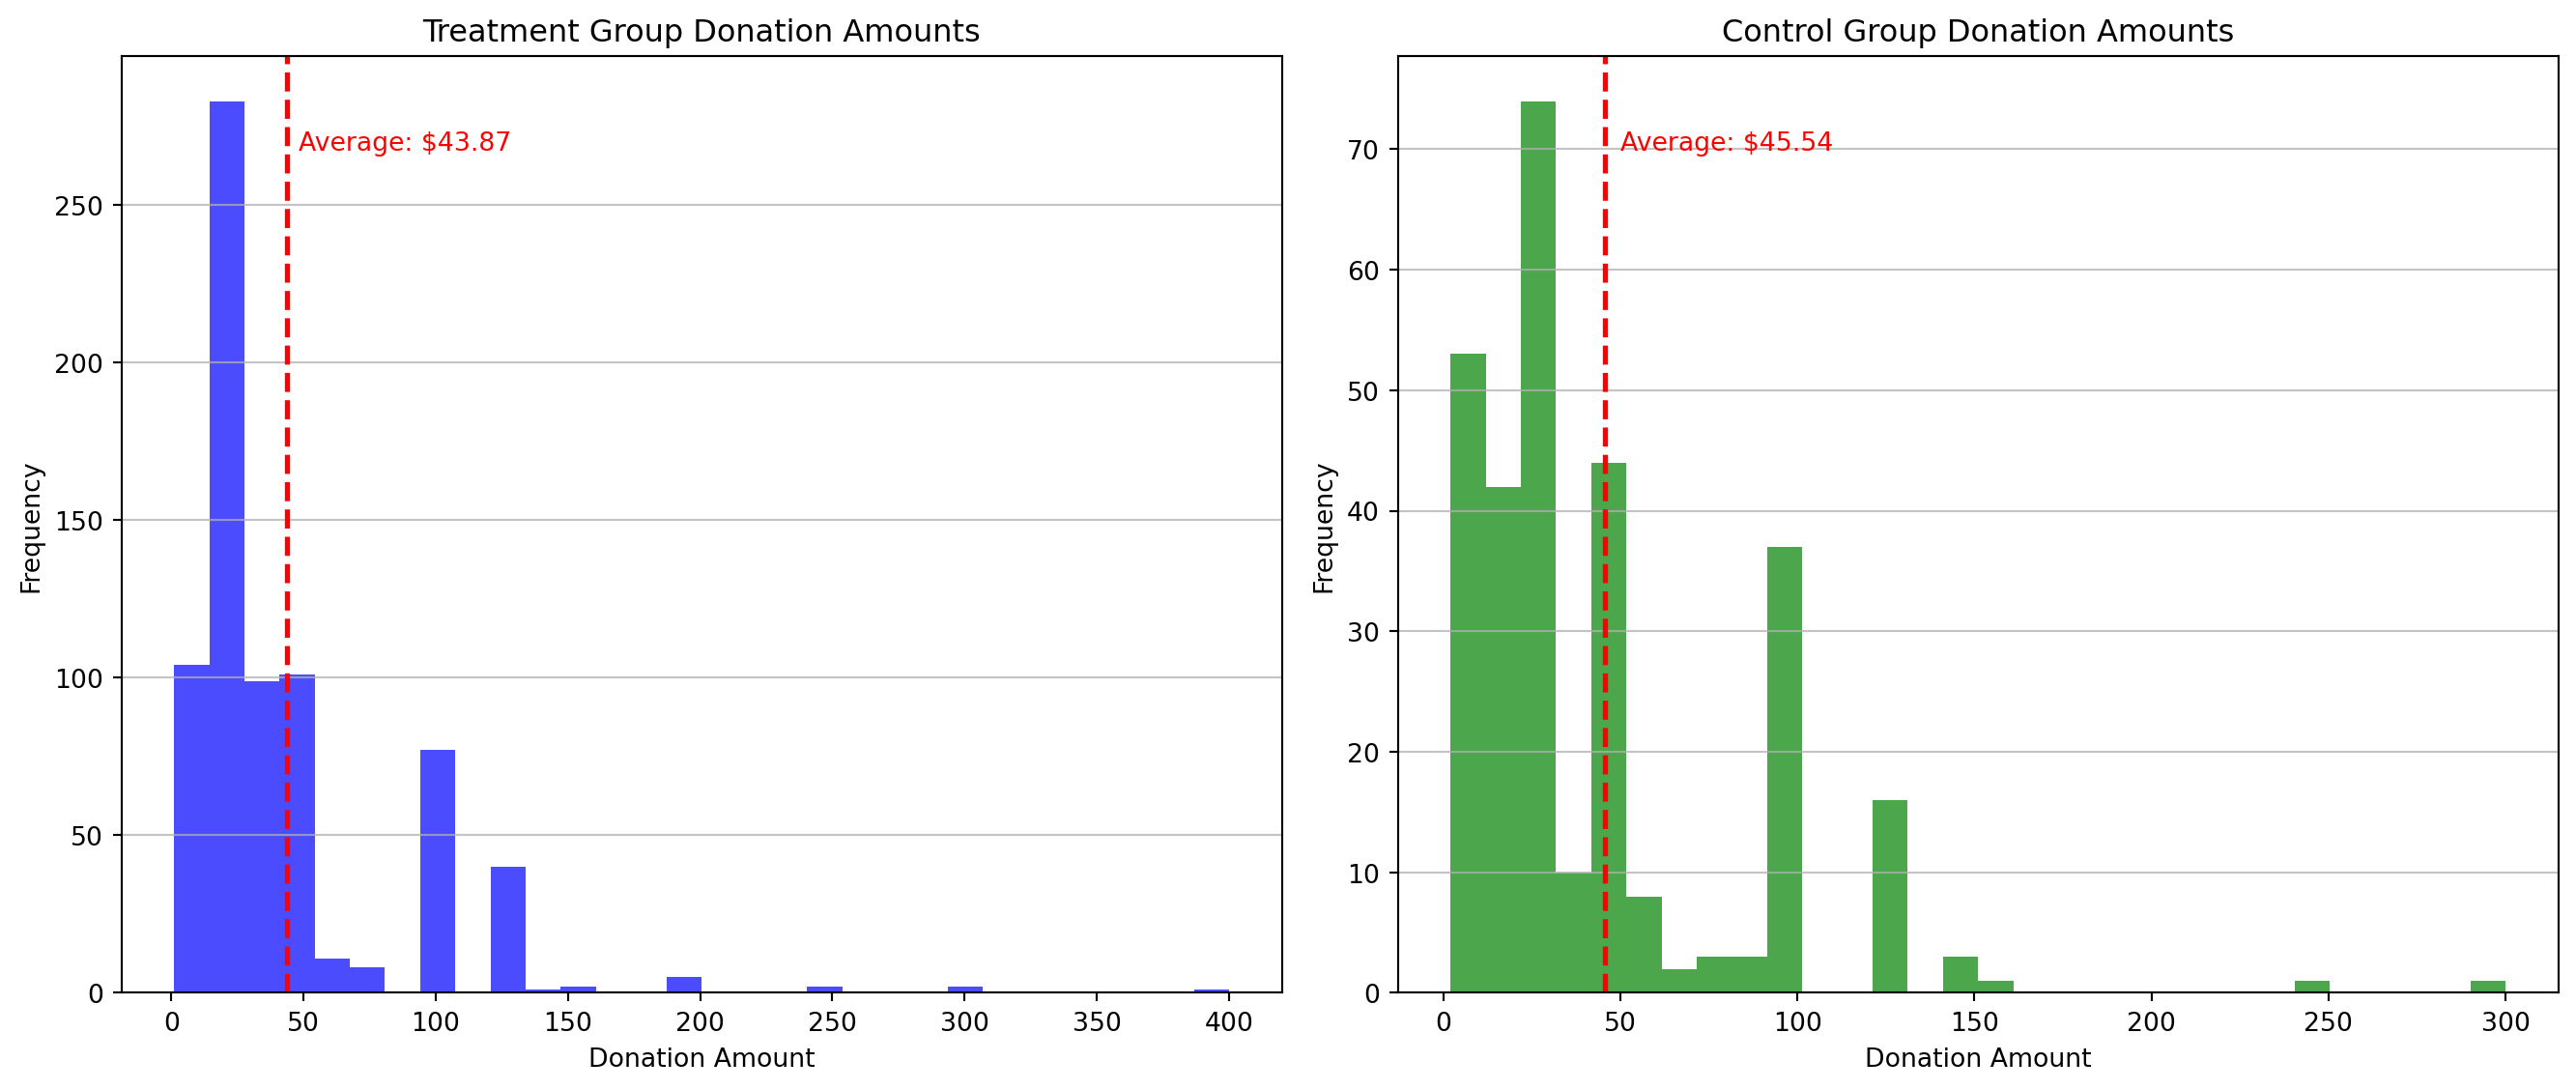 Treatment Group Donation Amounts
Average: $43.87
250
200
150
100
50
0
Frequency
0 50 100 150 200 250 300 350 400
Donation Amount
Control Group Donation Amounts
Average: $45.54
70
60
50
40
30
20
10
0
Frequency
0 50 100 150 200 250 300
Donation Amount